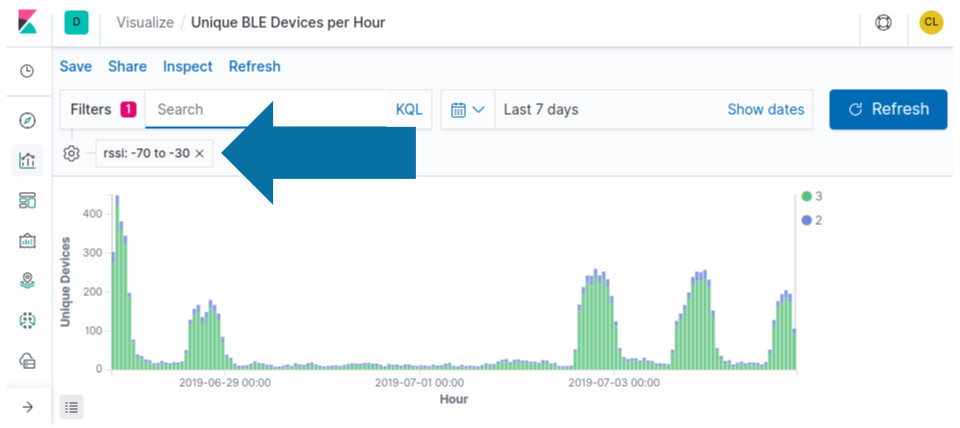 D Visualize / Unique BLE Devices per Hour CL
Save Share Inspect Refresh
Filters 1 Search KQL Last 7 days Show dates Refresh
rssi: -70 to -30 ×
400
300
200
100
0
Unique Devices
3
2
2019-06-29 00:00 2019-07-01 00:00 2019-07-03 00:00
Hour